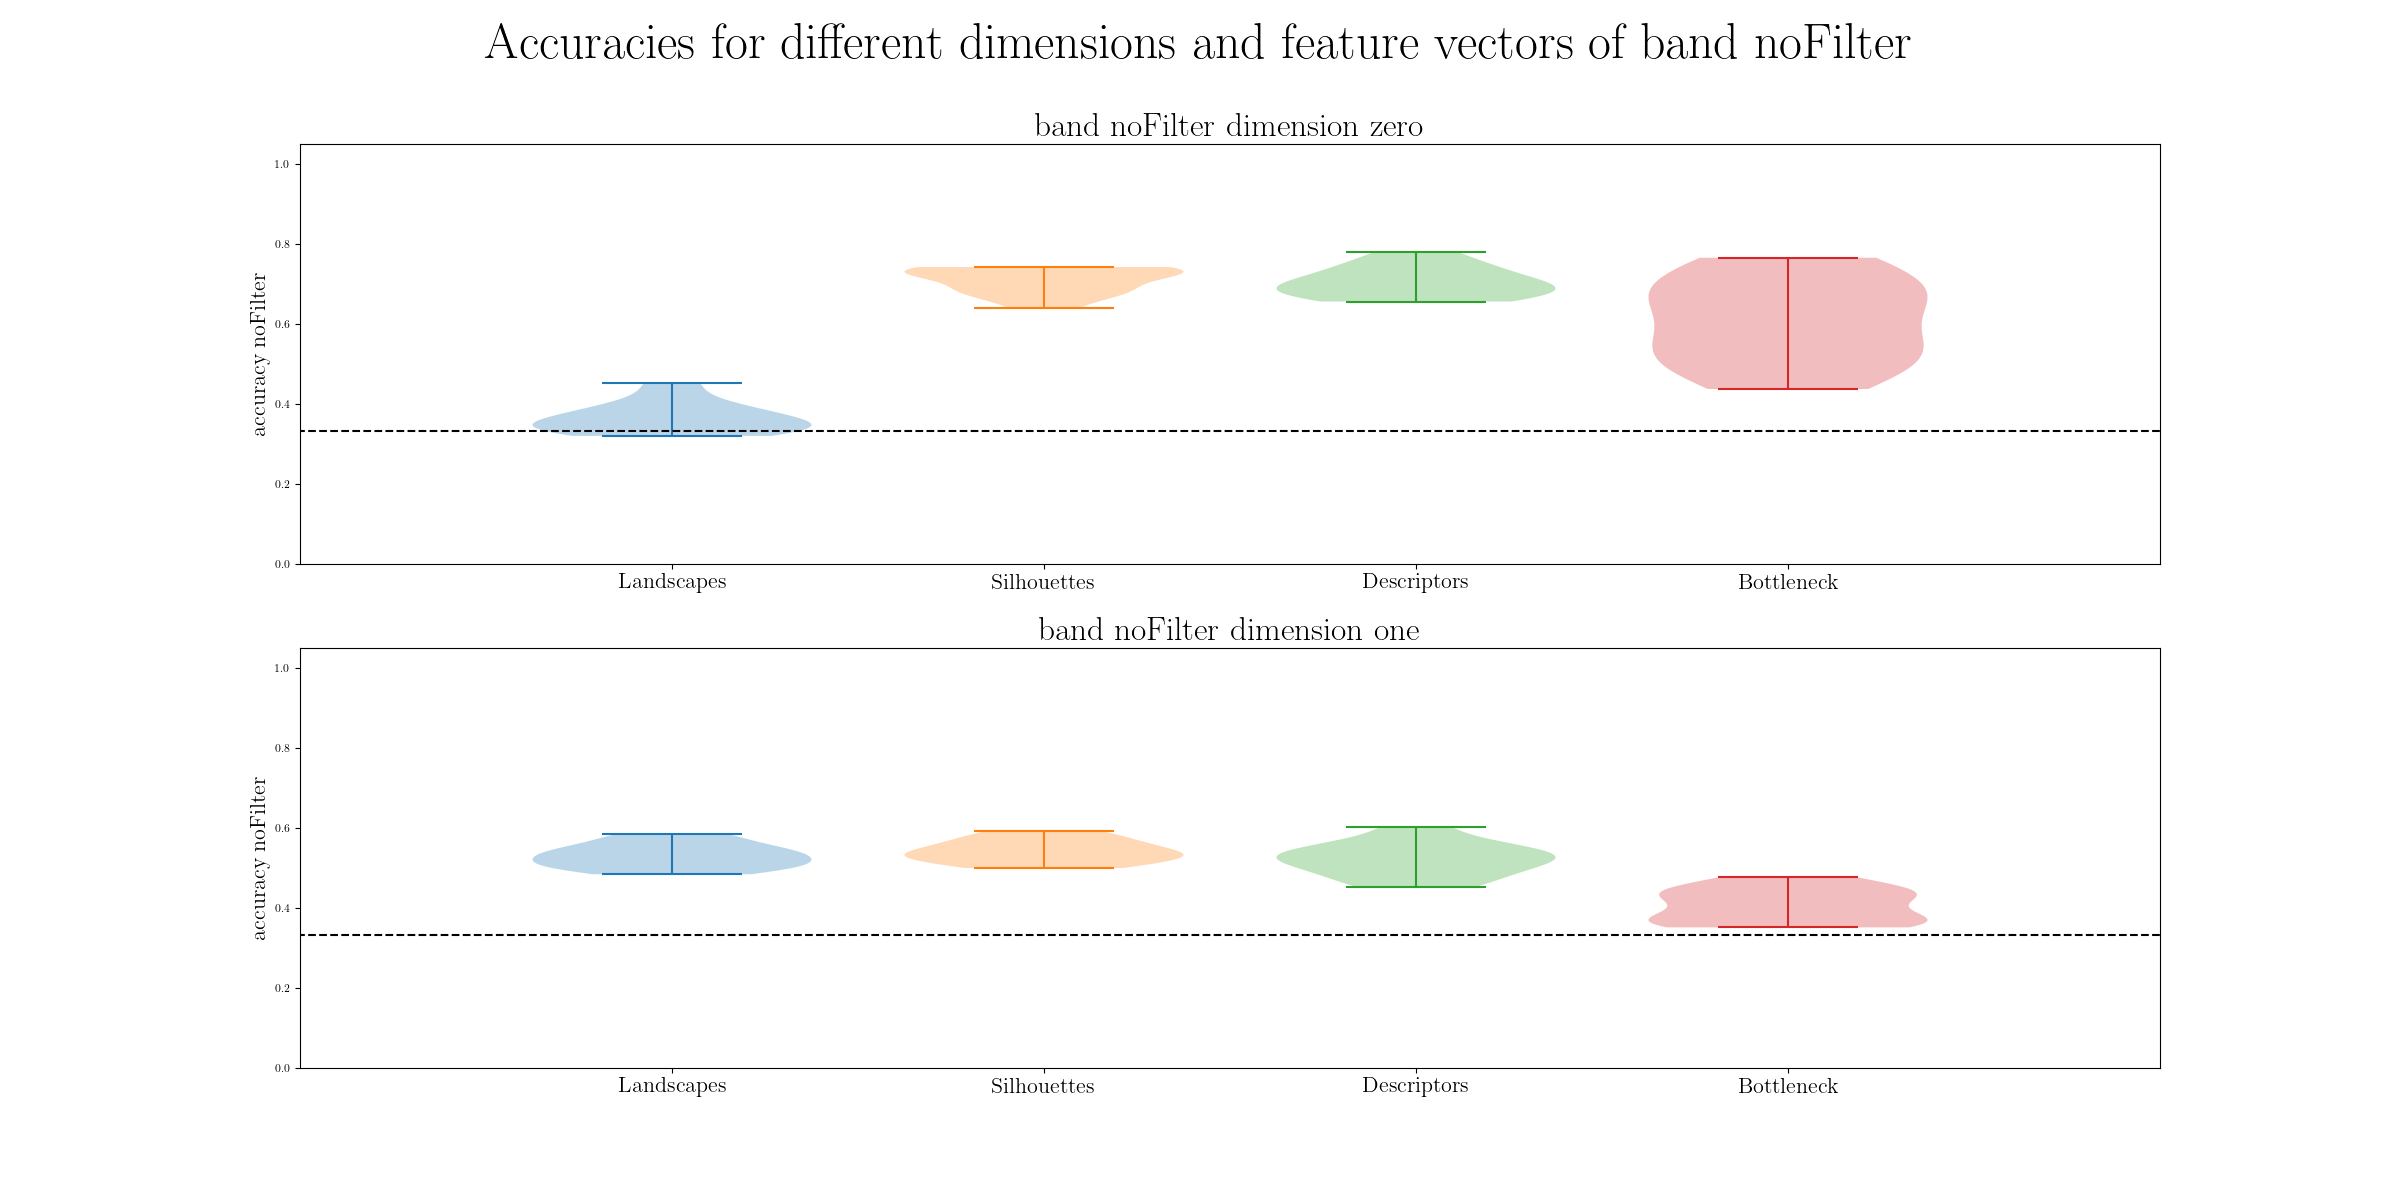 Accuracies for different dimensions and feature vectors of band noFilter
band noFilter dimension zero
accuracy noFilter
1.0
0.8
0.6
0.4
0.2
0.0
Landscapes Silhouettes Descriptors Bottleneck
band noFilter dimension one
accuracy noFilter
1.0
0.8
0.6
0.4
0.2
0.0
Landscapes Silhouettes Descriptors Bottleneck